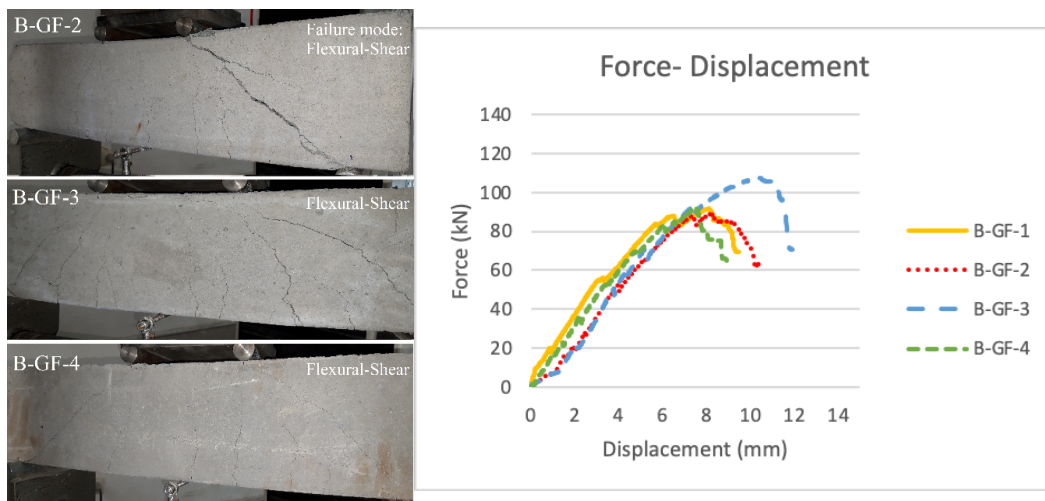 B-GF-2
Failure mode:
Flexural-Shear
B-GF-3
Flexural-Shear
B-GF-4
Flexural-Shear
Force- Displacement
Force (kN)
140
120
100
80
60
40
20
0
0 2 4 6 8 10 12 14
Displacement (mm)
B-GF-1
B-GF-2
B-GF-3
B-GF-4